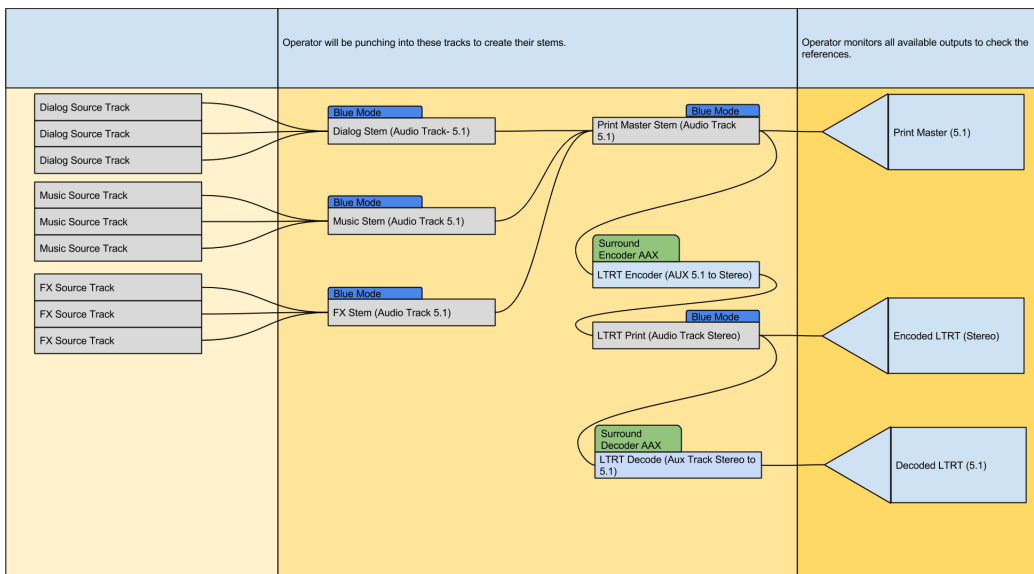 Operator will be punching into these tracks to create their stems.
Operator monitors all available outputs to check the
references.
Dialog Source Track
Dialog Source Track
Dialog Source Track
Music Source Track
Music Source Track
Music Source Track
FX Source Track
FX Source Track
FX Source Track
Blue Mode
Dialog Stem (Audio Track- 5.1)
Blue Mode
Music Stem (Audio Track 5.1)
Blue Mode
FX Stem (Audio Track 5.1)
Blue Mode
Print Master Stem (Audio Track
5.1)
Surround
Encoder AAX
LTRT Encoder (AUX 5.1 to Stereo)
Blue Mode
LTRT Print (Audio Track Stereo)
Surround
Decoder AAX
LTRT Decode (Aux Track Stereo to
5.1)
Print Master (5.1)
Encoded LTRT (Stereo)
Decoded LTRT (5.1)